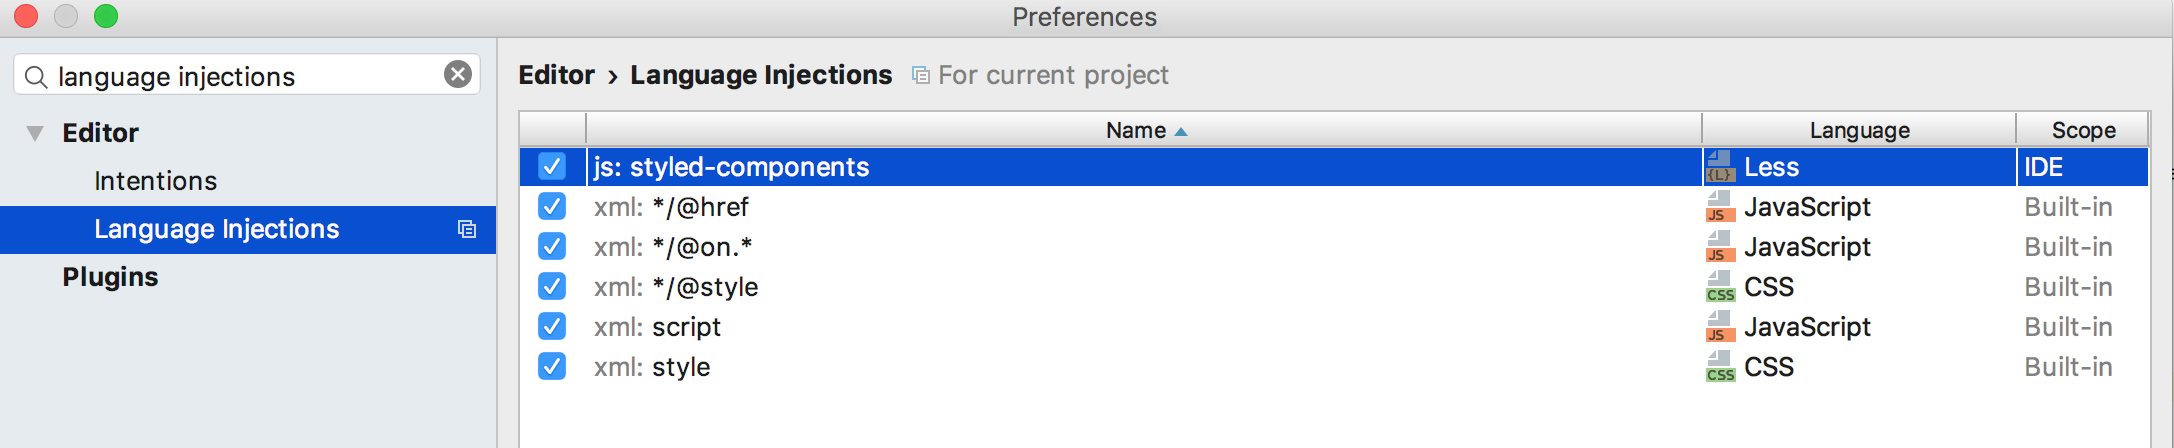 Preferences
language injections
Editor
Intentions
Language Injections
Plugins
Editor › Language Injections For current project
Name Language Scope
js: styled-components {L} Less IDE
xml: */@href JS JavaScript Built-in
xml: */@on.* JS JavaScript Built-in
xml: */@style CSS CSS Built-in
xml: script JS JavaScript Built-in
xml: style CSS CSS Built-in